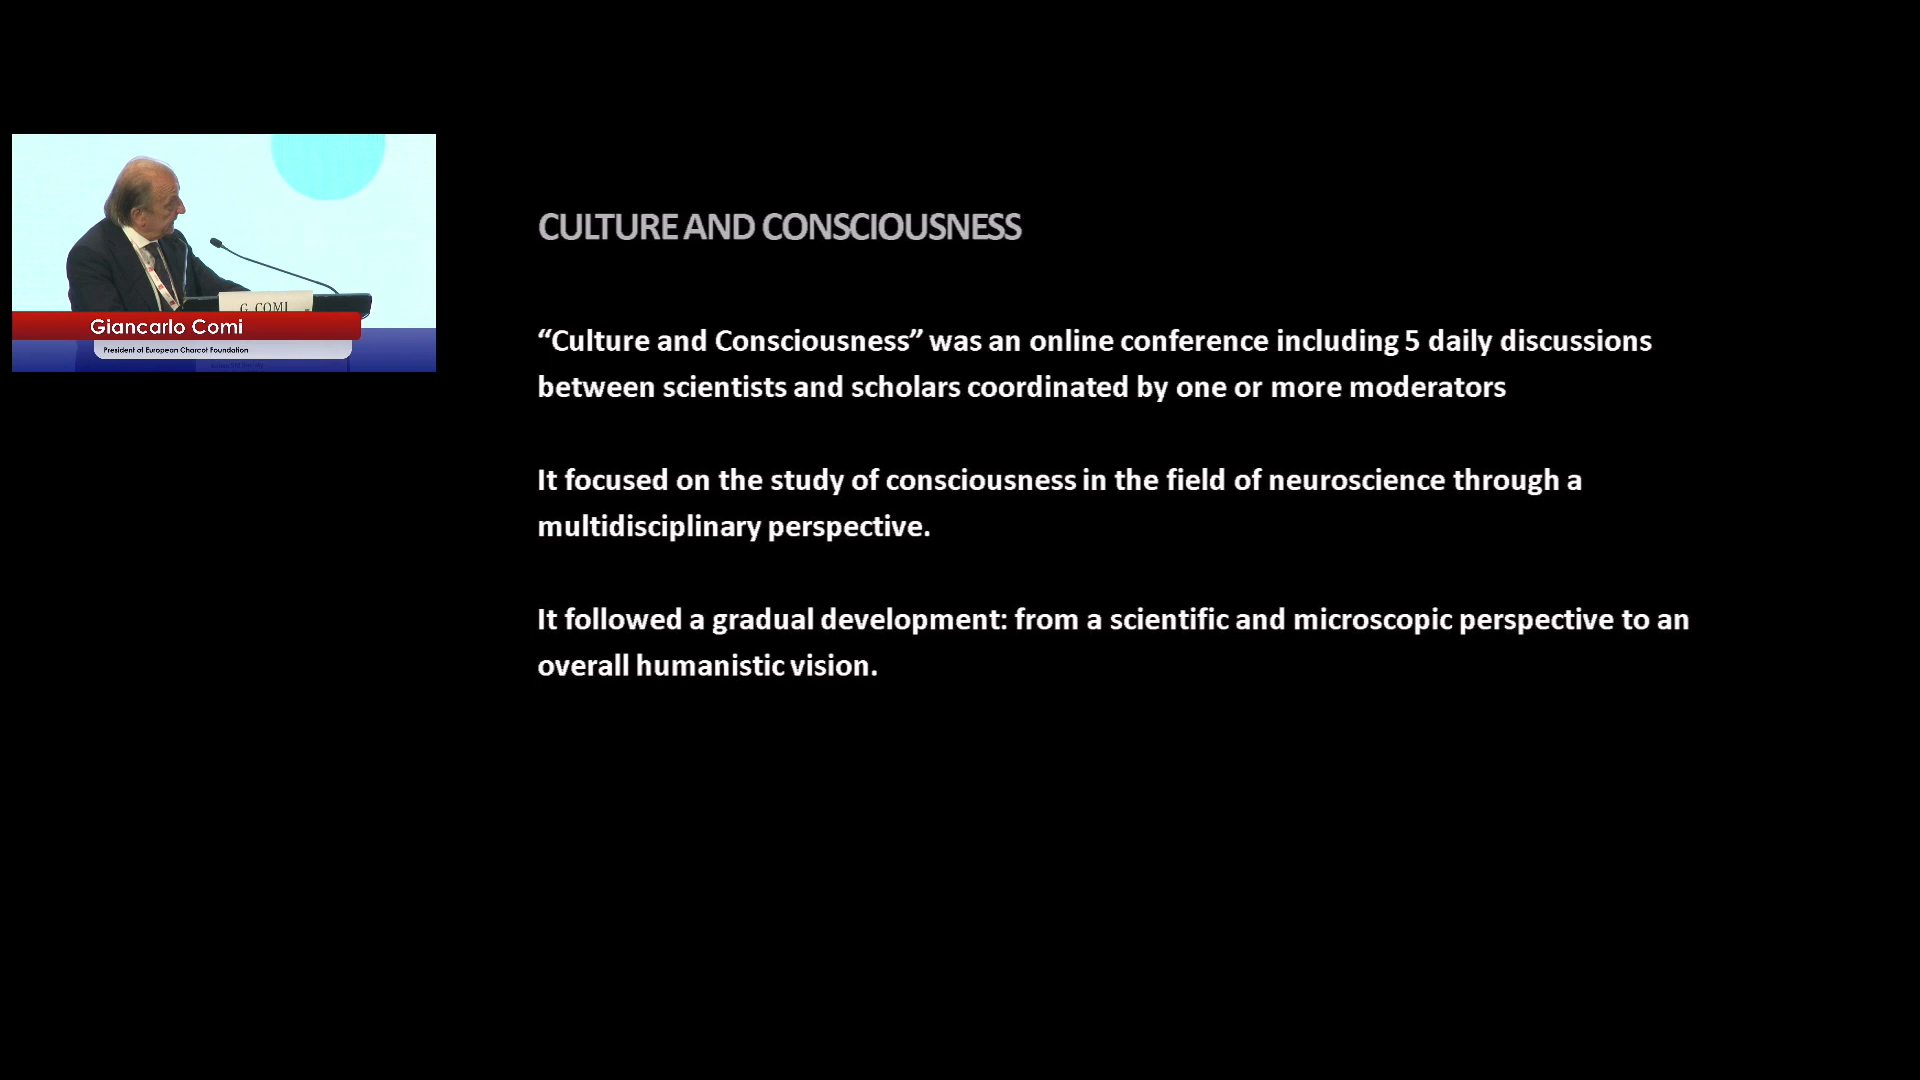 G. COMI
Giancarlo Comi
President of European Charcot Foundation
CULTURE AND CONSCIOUSNESS
“Culture and Consciousness” was an online conference including 5 daily discussions
between scientists and scholars coordinated by one or more moderators
It focused on the study of consciousness in the field of neuroscience through a
multidisciplinary perspective.
It followed a gradual development: from a scientific and microscopic perspective to an
overall humanistic vision.